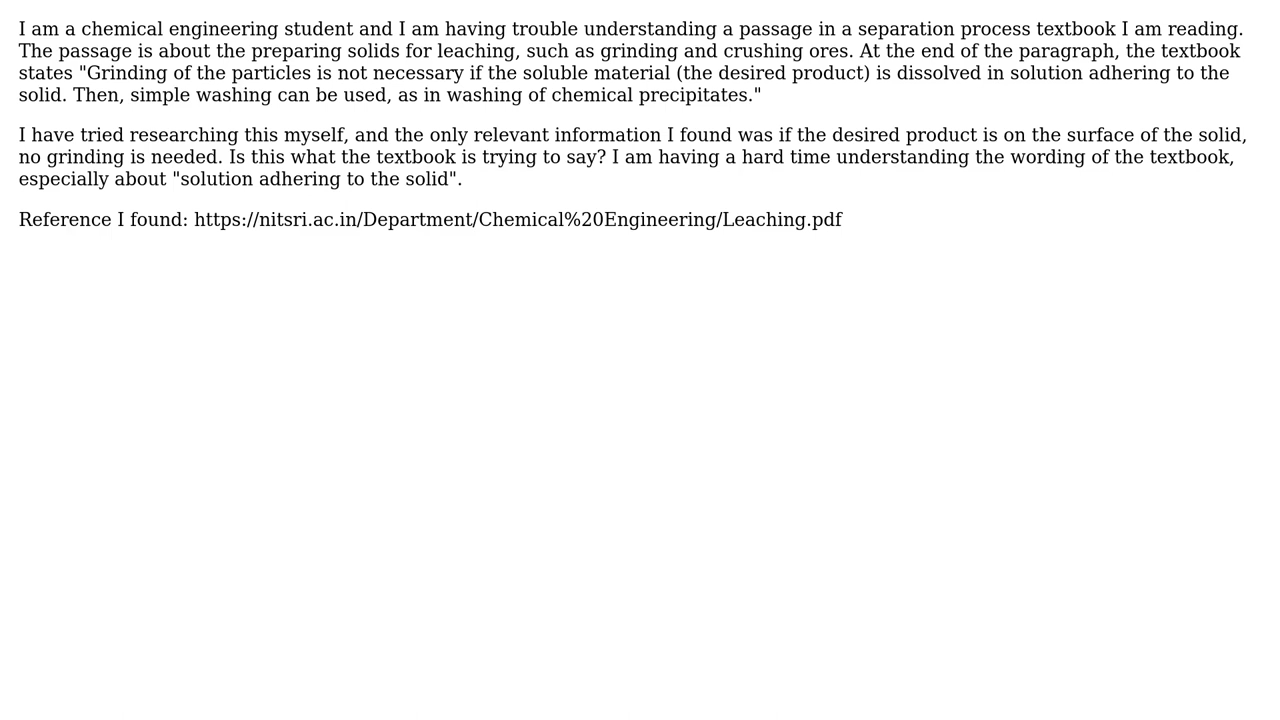 I am a chemical engineering student and I am having trouble understanding a passage in a separation process textbook I am reading.
The passage is about the preparing solids for leaching, such as grinding and crushing ores. At the end of the paragraph, the textbook
states "Grinding of the particles is not necessary if the soluble material (the desired product) is dissolved in solution adhering to the
solid. Then, simple washing can be used, as in washing of chemical precipitates."
I have tried researching this myself, and the only relevant information I found was if the desired product is on the surface of the solid,
no grinding is needed. Is this what the textbook is trying to say? I am having a hard time understanding the wording of the textbook,
especially about "solution adhering to the solid".
Reference I found: https://nitsri.ac.in/Department/Chemical%20Engineering/Leaching.pdf